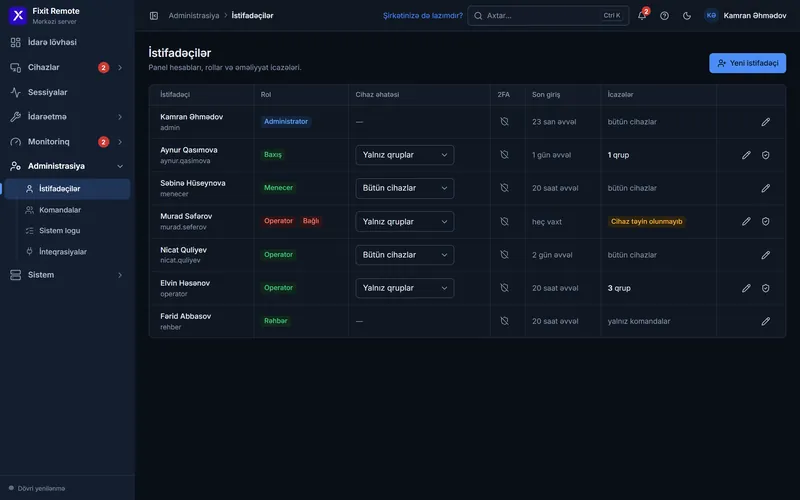 Fixit Remote
Mərkəzi server
İdarə lövhəsi
Cihazlar 2
Sessiyalar
İdarəetmə
Monitorinq 2
Administrasiya
İstifadəçilər
Komandalar
Sistem logu
İnteqrasiyalar
Sistem
Dövri yenilənmə
Administrasiya > İstifadəçilər
Şirkətinizə də lazımdır?
Axtar... Ctrl K
2
KƏ Kamran Əhmədov
İstifadəçilər
Panel hesabları, rollar və əməliyyat icazələri.
Yeni istifadəçi
İstifadəçi Rol Cihaz əhatəsi 2FA Son giriş İcazələr
Kamran Əhmədov
admin
Administrator — 23 san əvvəl bütün cihazlar
Aynur Qasımova
aynur.qasimova
Baxış Yalnız qruplar 1 gün əvvəl 1 qrup
Səbinə Hüseynova
menecer
Menecer Bütün cihazlar 20 saat əvvəl bütün cihazlar
Murad Səfərov
murad.seferov
Operator Bağlı Yalnız qruplar heç vaxt Cihaz təyin olunmayıb
Nicat Quliyev
nicat.quliyev
Operator Bütün cihazlar 2 gün əvvəl bütün cihazlar
Elvin Həsənov
operator
Operator Yalnız qruplar 20 saat əvvəl 3 qrup
Fərid Abbasov
rehber
Rəhbər — 20 saat əvvəl yalnız komandalar